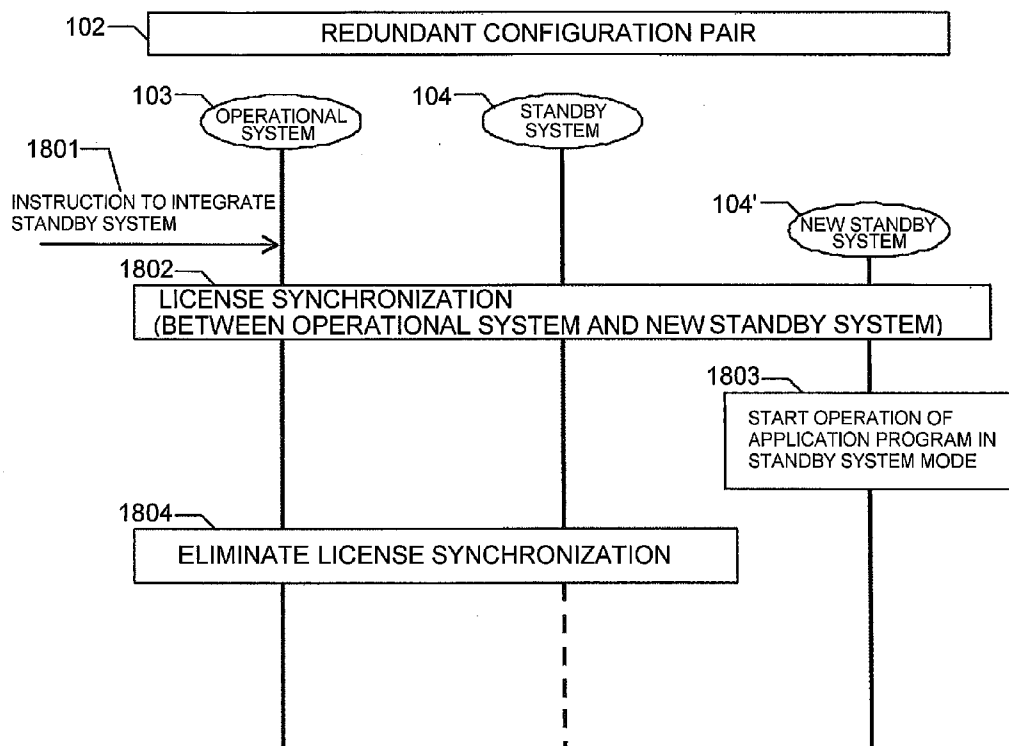 102
REDUNDANT CONFIGURATION PAIR
103
OPERATIONAL
SYSTEM
104
STANDBY
SYSTEM
1801
INSTRUCTION TO INTEGRATE
STANDBY SYSTEM
104'
NEW STANDBY
SYSTEM
1802
LICENSE SYNCHRONIZATION
(BETWEEN OPERATIONAL SYSTEM AND NEW STANDBY SYSTEM)
1803
START OPERATION OF
APPLICATION PROGRAM IN
STANDBY SYSTEM MODE
1804
ELIMINATE LICENSE SYNCHRONIZATION